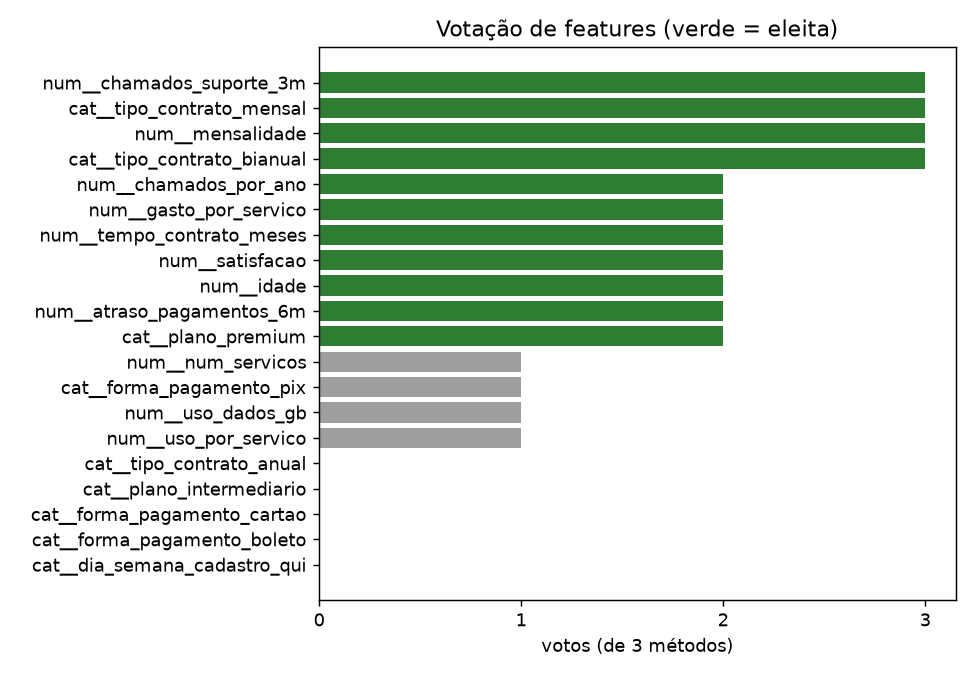 Votação de features (verde = eleita)
num__chamados_suporte_3m
cat__tipo_contrato_mensal
num__mensalidade
cat__tipo_contrato_bianual
num__chamados_por_ano
num__gasto_por_servico
num__tempo_contrato_meses
num__satisfacao
num__idade
num__atraso_pagamentos_6m
cat__plano_premium
num__num_servicos
cat__forma_pagamento_pix
num__uso_dados_gb
num__uso_por_servico
cat__tipo_contrato_anual
cat__plano_intermediario
cat__forma_pagamento_cartao
cat__forma_pagamento_boleto
cat__dia_semana_cadastro_qui
0 1 2 3
votos (de 3 métodos)